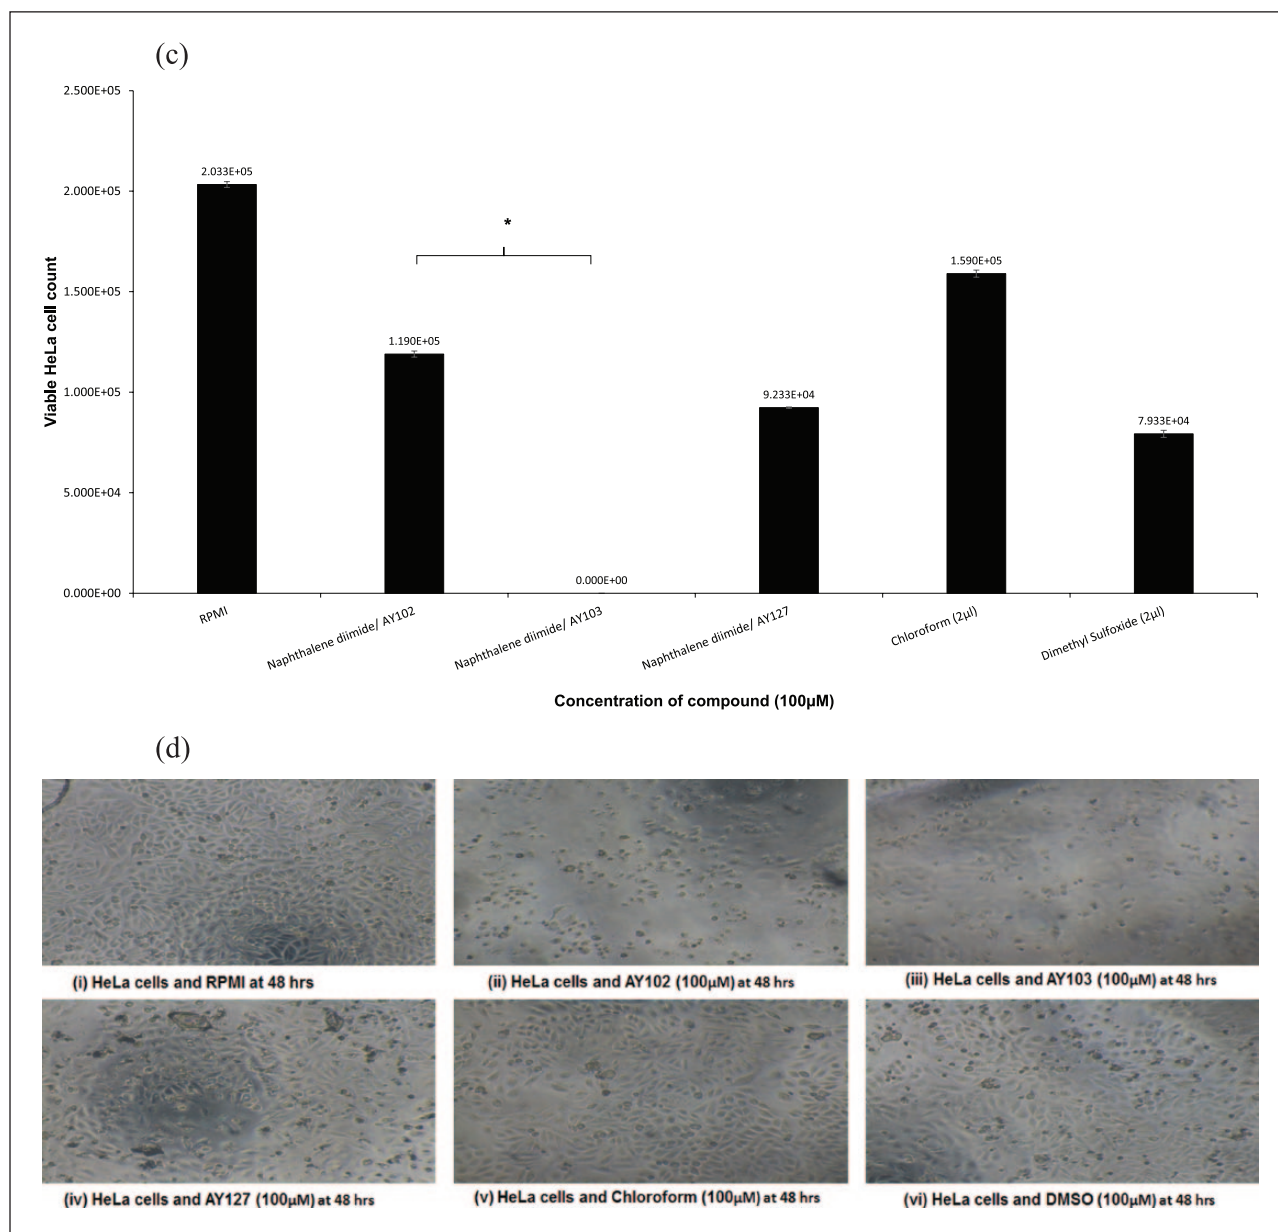 (c)
2.500E+05
2.000E+05
1.500E+05
1.000E+05
5.000E+04
0.000E+00
Viable HeLa cell count
2.033E+05
1.190E+05
0.000E+00
9.233E+04
1.590E+05
7.933E+04
*
RPMI
Naphthalene diimide/ AY102
Naphthalene diimide/ AY103
Naphthalene diimide/ AY127
Chloroform (2µl)
Dimethyl Sulfoxide (2µl)
Concentration of compound (100µM)
(d)
(i) HeLa cells and RPMI at 48 hrs
(ii) HeLa cells and AY102 (100µM) at 48 hrs
(iii) HeLa cells and AY103 (100µM) at 48 hrs
(iv) HeLa cells and AY127 (100µM) at 48 hrs
(v) HeLa cells and Chloroform (100µM) at 48 hrs
(vi) HeLa cells and DMSO (100µM) at 48 hrs